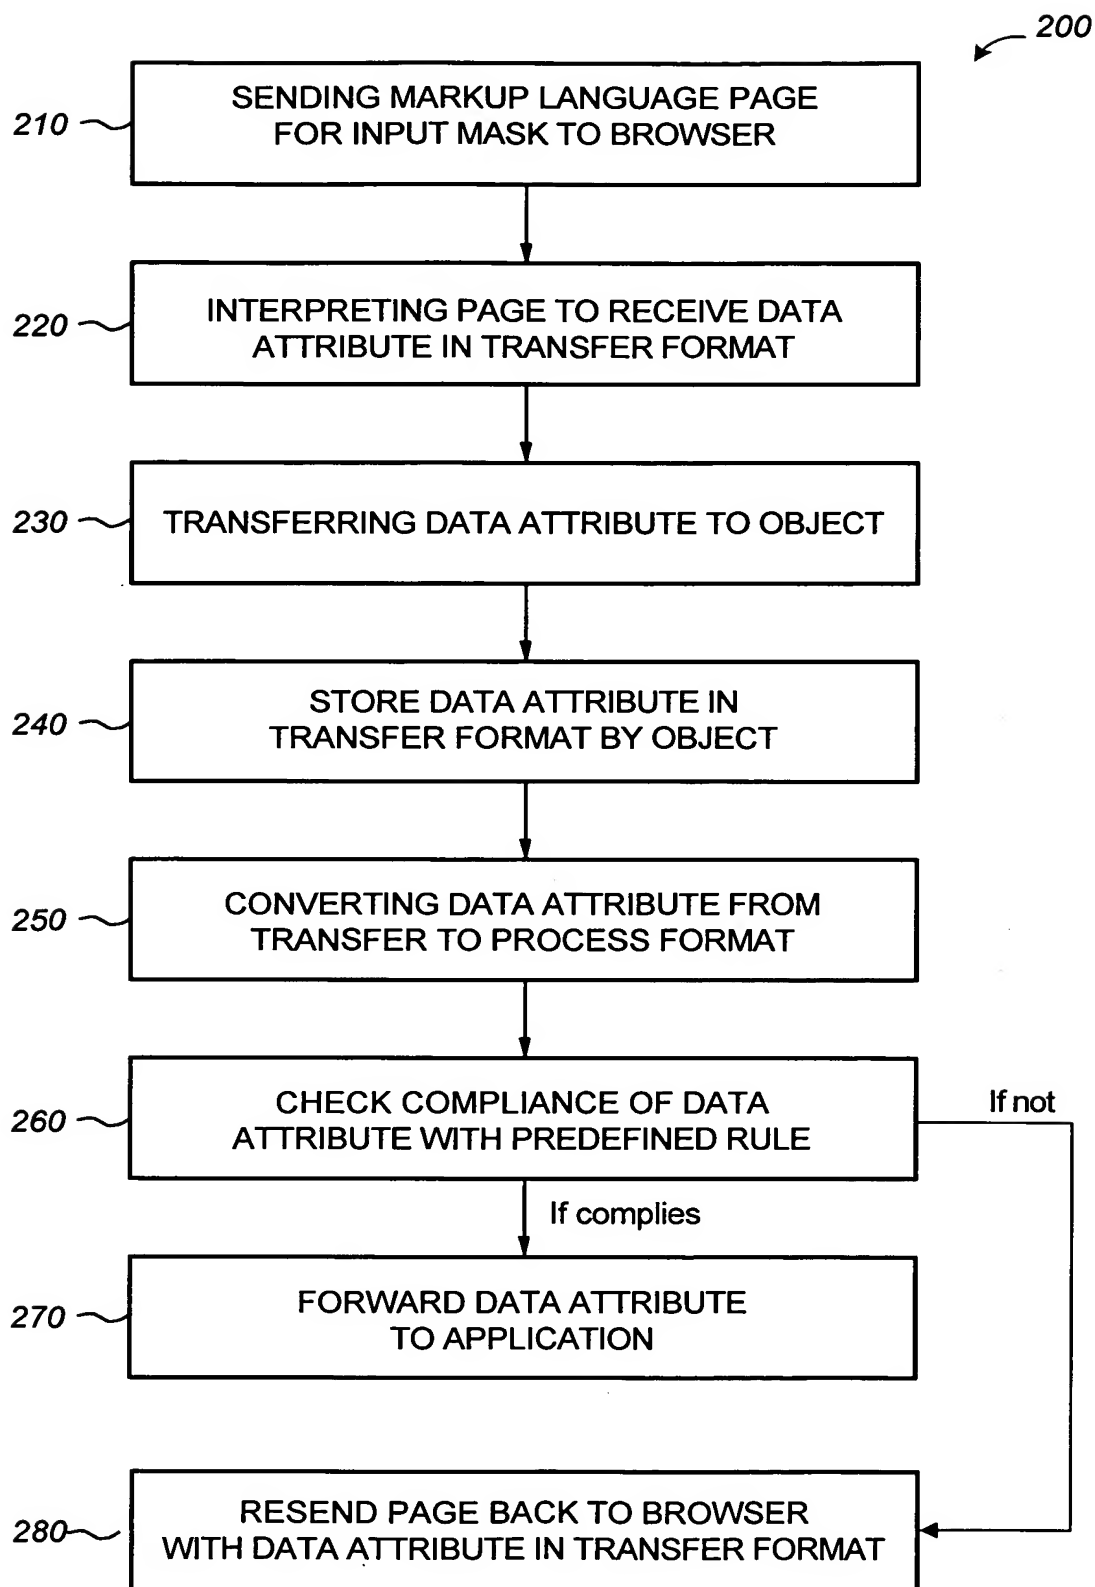 200
210
SENDING MARKUP LANGUAGE PAGE
FOR INPUT MASK TO BROWSER
220
INTERPRETING PAGE TO RECEIVE DATA
ATTRIBUTE IN TRANSFER FORMAT
230
TRANSFERRING DATA ATTRIBUTE TO OBJECT
240
STORE DATA ATTRIBUTE IN
TRANSFER FORMAT BY OBJECT
250
CONVERTING DATA ATTRIBUTE FROM
TRANSFER TO PROCESS FORMAT
260
CHECK COMPLIANCE OF DATA
ATTRIBUTE WITH PREDEFINED RULE
If not
If complies
270
FORWARD DATA ATTRIBUTE
TO APPLICATION
280
RESEND PAGE BACK TO BROWSER
WITH DATA ATTRIBUTE IN TRANSFER FORMAT